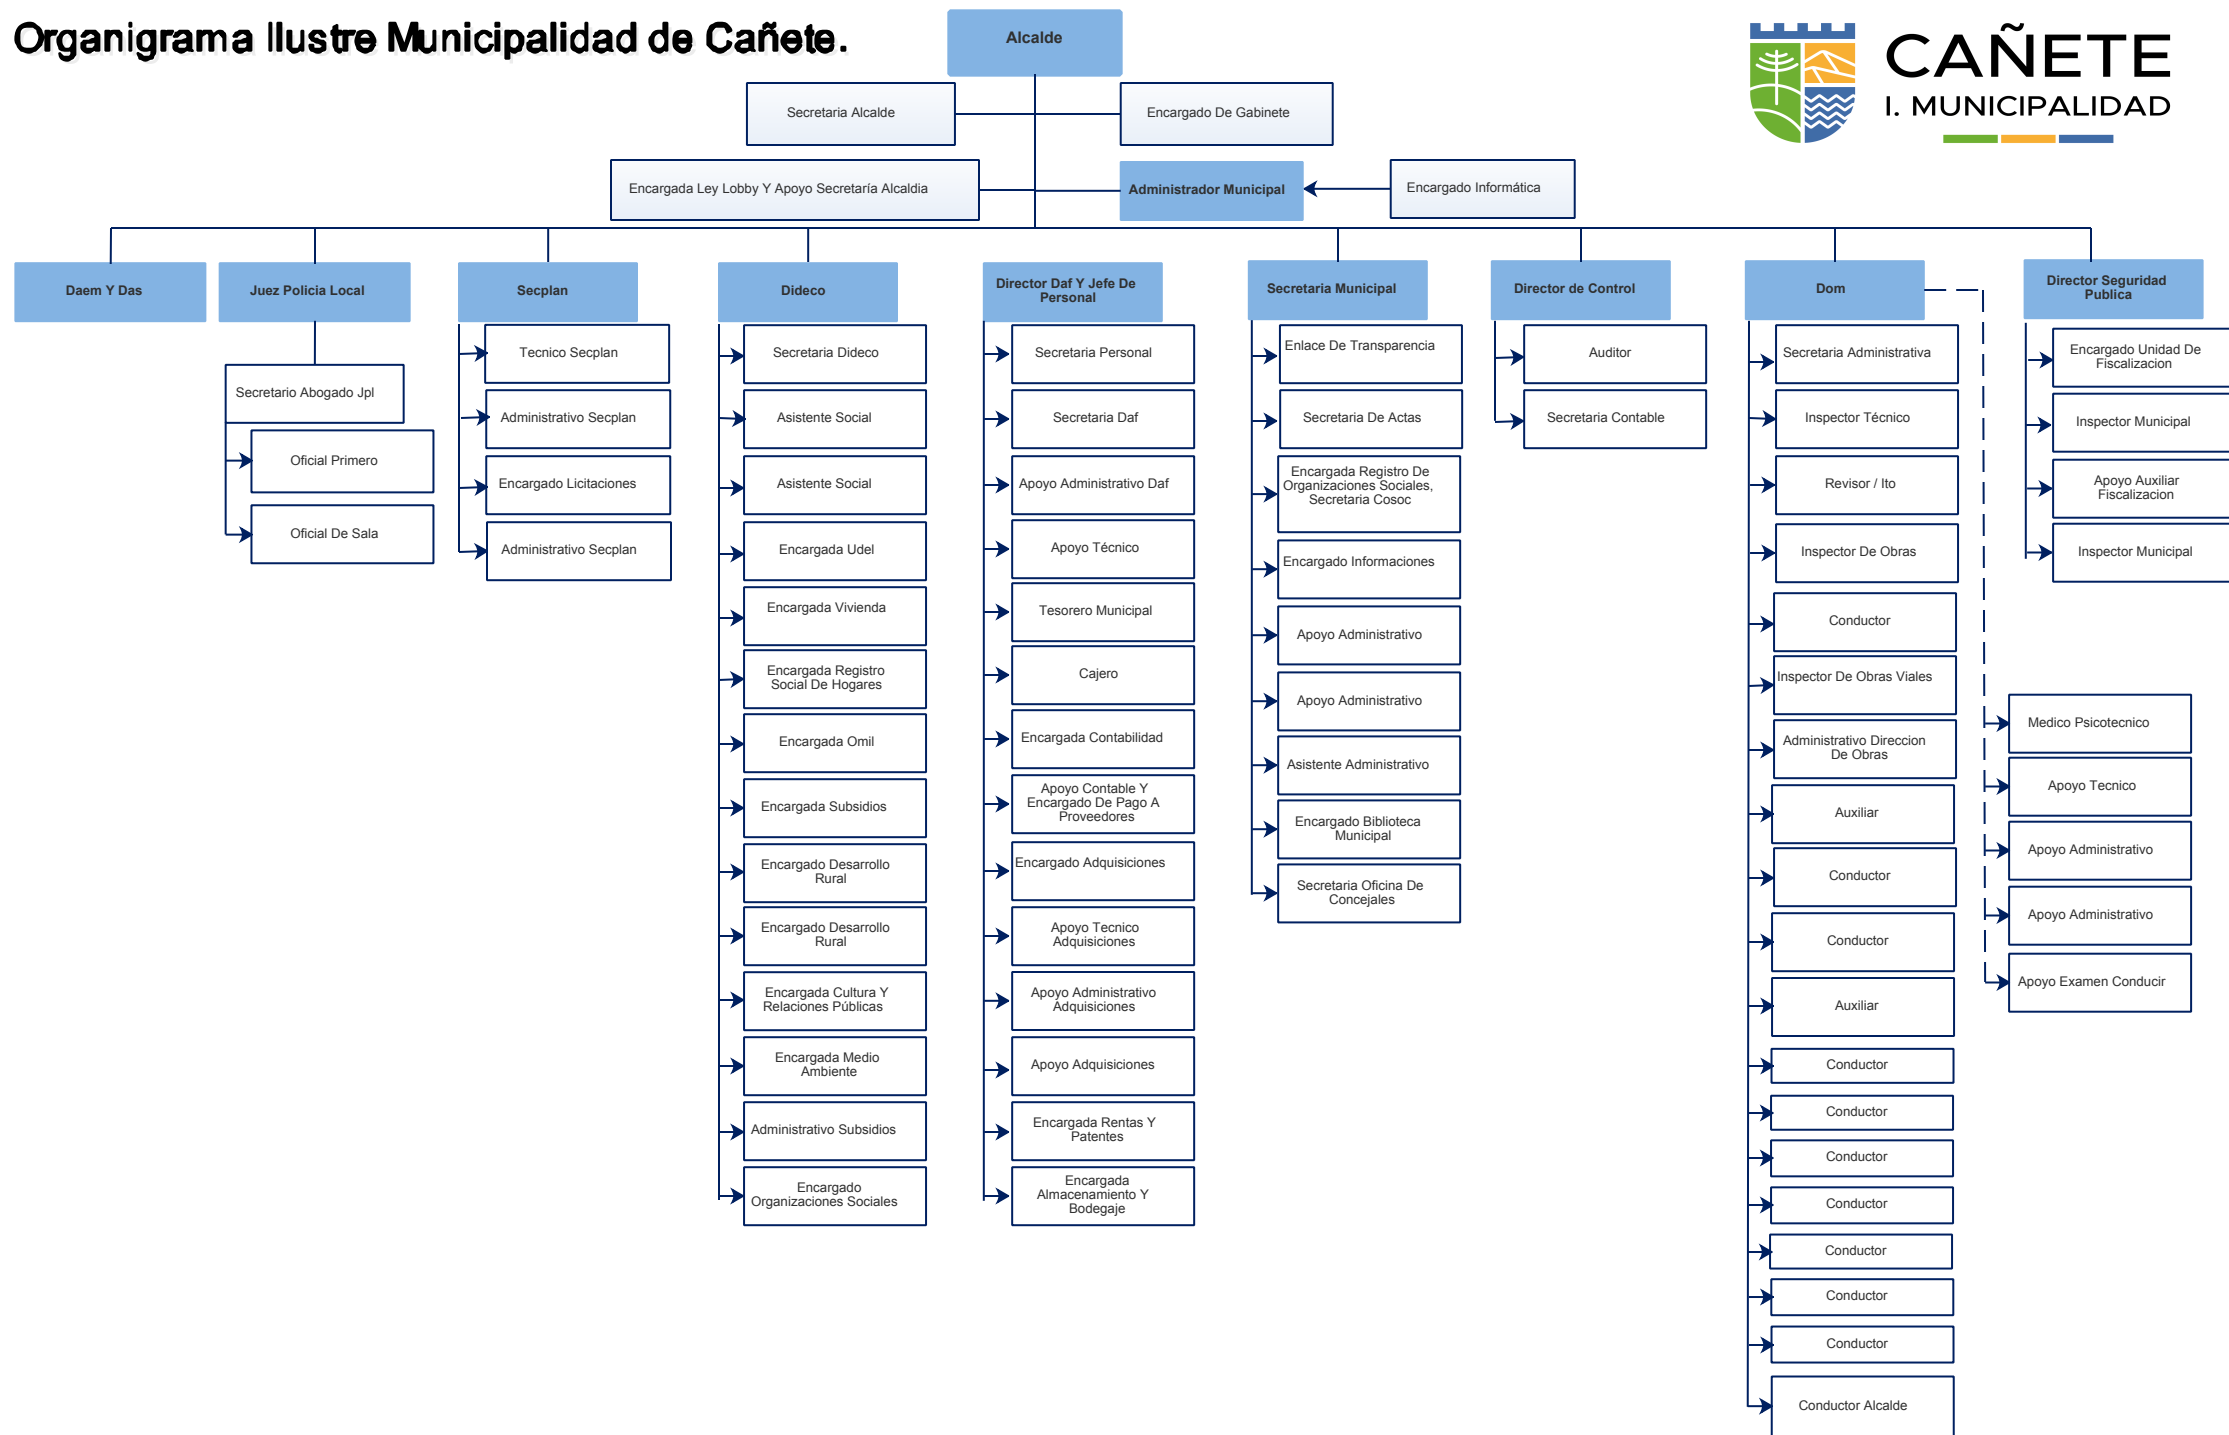 Organigrama Ilustre Municipalidad de Cañete.
Alcalde
CAÑETE
I. MUNICIPALIDAD
Secretaria Alcalde
Encargado De Gabinete
Encargada Ley Lobby Y Apoyo Secretaría Alcaldia
Administrador Municipal
Encargado Informática
Daem Y Das
Juez Policia Local
Secretario Abogado Jpl
Oficial Primero
Oficial De Sala
Secplan
Tecnico Secplan
Administrativo Secplan
Encargado Licitaciones
Administrativo Secplan
Dideco
Secretaria Dideco
Asistente Social
Asistente Social
Encargada Udel
Encargada Vivienda
Encargada Registro
Social De Hogares
Encargada Omil
Encargada Subsidios
Encargado Desarrollo
Rural
Encargado Desarrollo
Rural
Encargada Cultura Y
Relaciones Públicas
Encargada Medio
Ambiente
Administrativo Subsidios
Encargado
Organizaciones Sociales
Director Daf Y Jefe De
Personal
Secretaria Personal
Secretaria Daf
Apoyo Administrativo Daf
Apoyo Técnico
Tesorero Municipal
Cajero
Encargada Contabilidad
Apoyo Contable Y
Encargado De Pago A
Proveedores
Encargado Adquisiciones
Apoyo Tecnico
Adquisiciones
Apoyo Administrativo
Adquisiciones
Apoyo Adquisiciones
Encargada Rentas Y
Patentes
Encargada
Almacenamiento Y
Bodegaje
Secretaria Municipal
Enlace De Transparencia
Secretaria De Actas
Encargada Registro De
Organizaciones Sociales,
Secretaria Cosoc
Encargado Informaciones
Apoyo Administrativo
Apoyo Administrativo
Asistente Administrativo
Encargado Biblioteca
Municipal
Secretaria Oficina De
Concejales
Director de Control
Auditor
Secretaria Contable
Dom
Secretaria Administrativa
Inspector Técnico
Revisor / Ito
Inspector De Obras
Conductor
Inspector De Obras Viales
Administrativo Direccion
De Obras
Auxiliar
Conductor
Conductor
Auxiliar
Conductor
Conductor
Conductor
Conductor
Conductor
Conductor
Conductor
Conductor Alcalde
Medico Psicotecnico
Apoyo Tecnico
Apoyo Administrativo
Apoyo Administrativo
Apoyo Examen Conducir
Director Seguridad
Publica
Encargado Unidad De
Fiscalizacion
Inspector Municipal
Apoyo Auxiliar
Fiscalizacion
Inspector Municipal